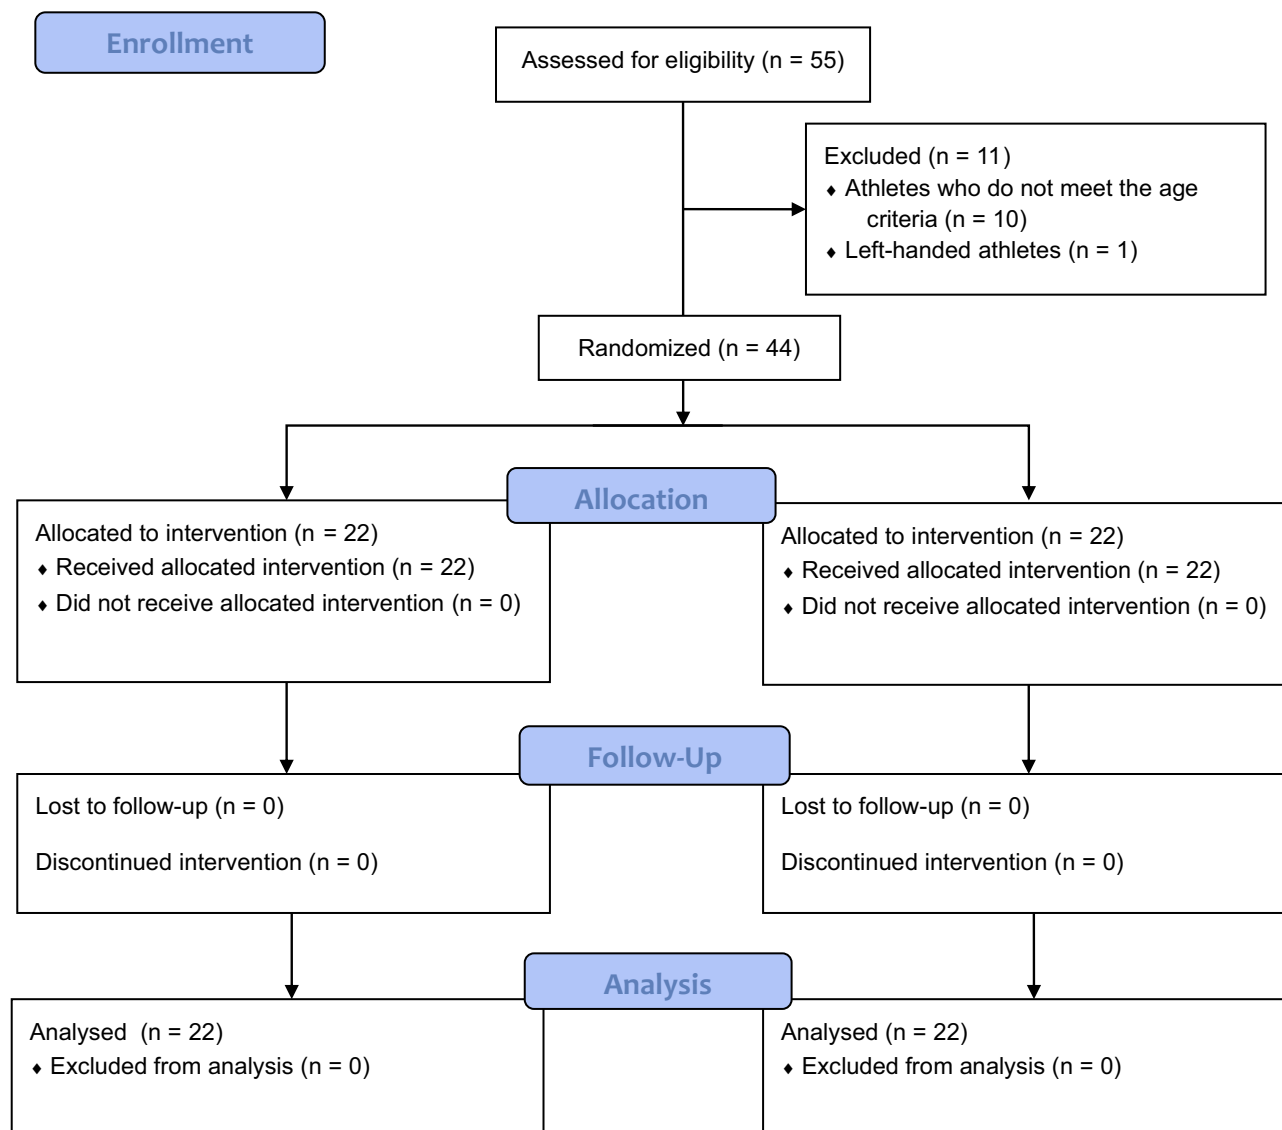 Enrollment
Assessed for eligibility (n = 55)
Excluded (n = 11)
♦ Athletes who do not meet the age
criteria (n = 10)
♦ Left-handed athletes (n = 1)
Randomized (n = 44)
Allocation
Allocated to intervention (n = 22)
♦ Received allocated intervention (n = 22)
♦ Did not receive allocated intervention (n = 0)
Allocated to intervention (n = 22)
♦ Received allocated intervention (n = 22)
♦ Did not receive allocated intervention (n = 0)
Follow-Up
Lost to follow-up (n = 0)
Discontinued intervention (n = 0)
Lost to follow-up (n = 0)
Discontinued intervention (n = 0)
Analysis
Analysed (n = 22)
♦ Excluded from analysis (n = 0)
Analysed (n = 22)
♦ Excluded from analysis (n = 0)